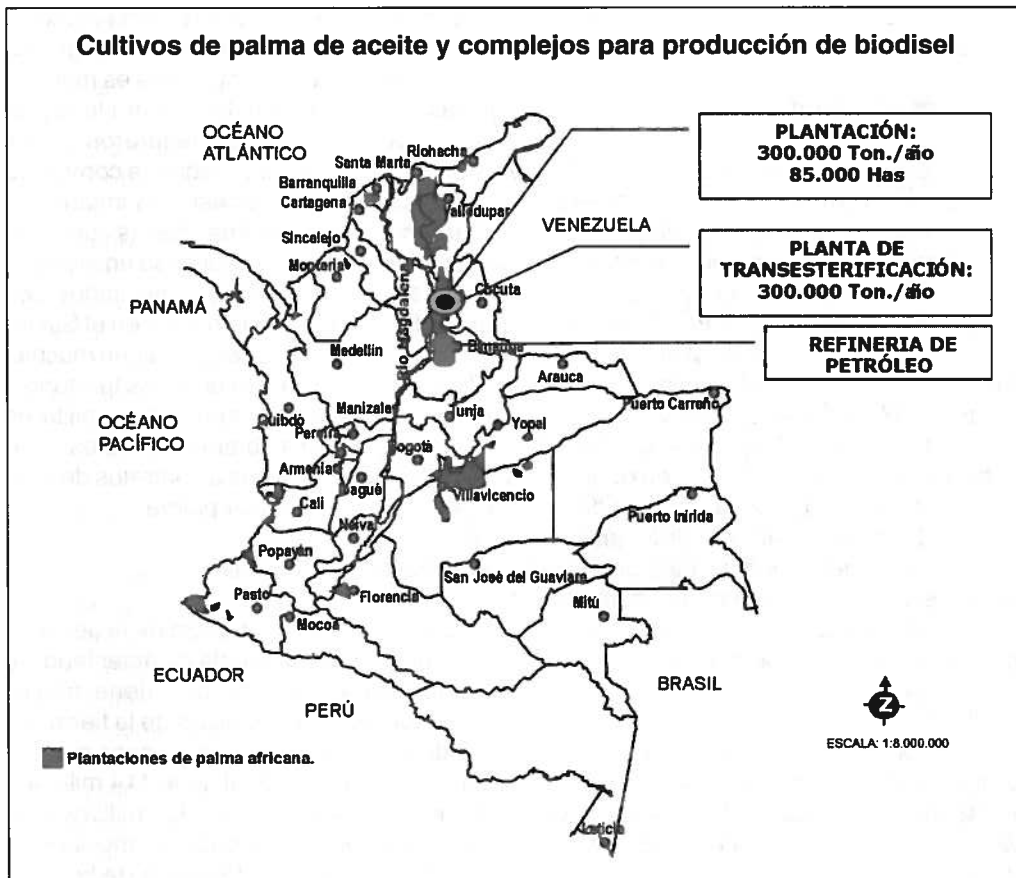 Cultivos de palma de aceite y complejos para producción de biodisel
OCÉANO
ATLÁNTICO
Riohacha
Santa Marta
Barranquilla
Cartagena
Valledupar
Sincelejo
Montería
VENEZUELA
PANAMÁ
Cúcuta
Río Magdalena
Medellín
Arauca
Puerto Carreño
OCÉANO
PACÍFICO
Quibdó
Manizales
Pereira
Tunja
Yopal
Bogotá
Armenia
Ibagué
Villavicencio
Cali
Neiva
Puerto Inírida
Popayán
San José del Guaviare
Pasto
Florencia
Mitú
Mocoa
ECUADOR
PERÚ
BRASIL
Leticia
PLANTACIÓN:
300.000 Ton./año
85.000 Has
PLANTA DE
TRANSESTERIFICACIÓN:
300.000 Ton./año
REFINERIA DE
PETRÓLEO
Z
ESCALA: 1:8.000.000
Plantaciones de palma africana.